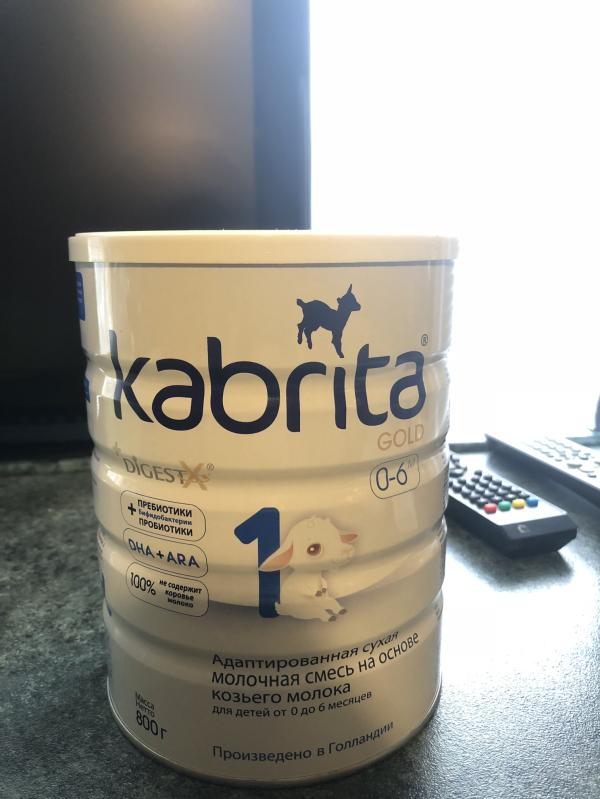 kabrita®
GOLD
+DIGESTX®
0-6
+ ПРЕБИОТИКИ
бифидобактерии
ПРОБИОТИКИ
DHA+ARA
100% не содержит
коровье
молоко
1
Адаптированная сухая
молочная смесь на основе
козьего молока
для детей от 0 до 6 месяцев
Масса
Нетто
800 г
Произведено в Голландии